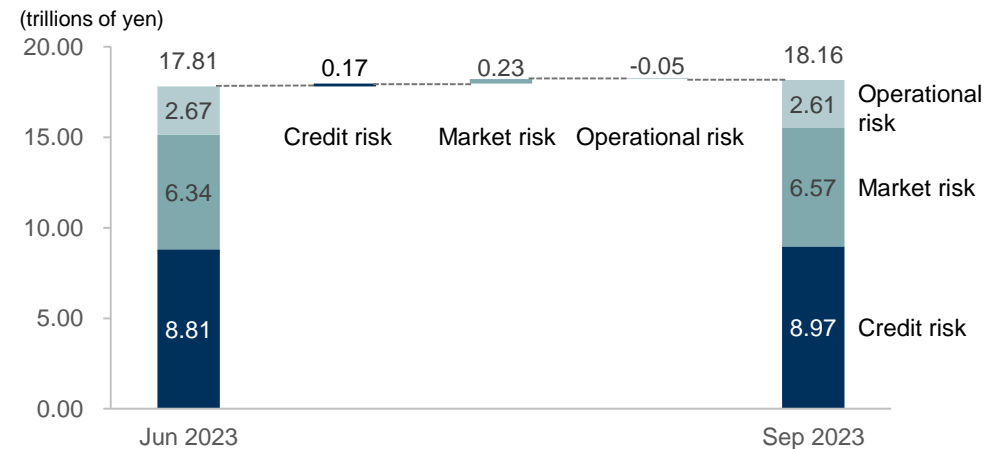 (trillions of yen)
20.00
15.00
10.00
5.00
0.00
17.81
2.67
6.34
8.81
Jun 2023
0.17
Credit risk
0.23
Market risk
-0.05
Operational risk
18.16
2.61
6.57
8.97
Sep 2023
Operational
risk
Market risk
Credit risk